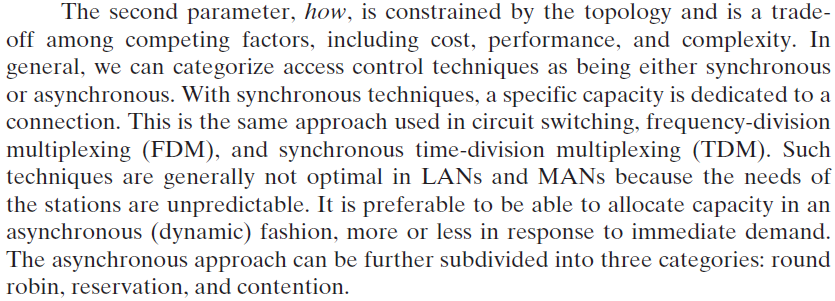 The second parameter, how, is constrained by the topology and is a trade-
off among competing factors, including cost, performance, and complexity. In
general, we can categorize access control techniques as being either synchronous
or asynchronous. With synchronous techniques, a specific capacity is dedicated to a
connection. This is the same approach used in circuit switching, frequency-division
multiplexing (FDM), and synchronous time-division multiplexing (TDM). Such
techniques are generally not optimal in LANs and MANs because the needs of
the stations are unpredictable. It is preferable to be able to allocate capacity in an
asynchronous (dynamic) fashion, more or less in response to immediate demand.
The asynchronous approach can be further subdivided into three categories: round
robin, reservation, and contention.